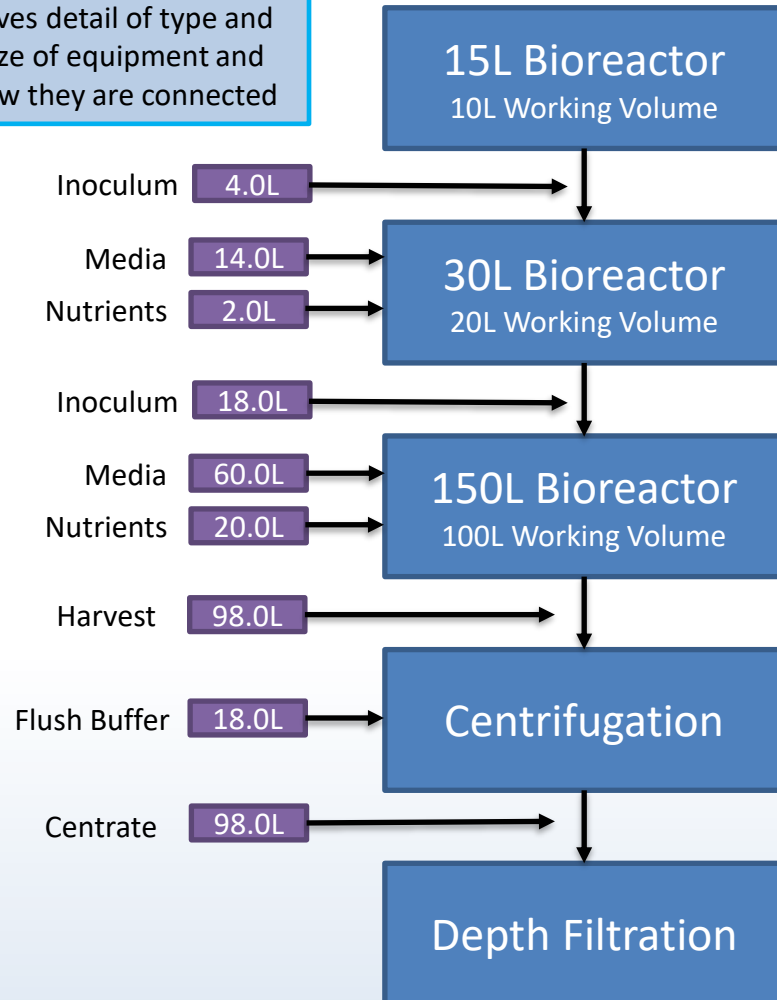 ves detail of type and
ze of equipment and
w they are connected
15L Bioreactor
10L Working Volume
Inoculum 4.0L
Media 14.0L
Nutrients 2.0L
30L Bioreactor
20L Working Volume
Inoculum 18.0L
Media 60.0L
Nutrients 20.0L
150L Bioreactor
100L Working Volume
Harvest 98.0L
Flush Buffer 18.0L
Centrifugation
Centrate 98.0L
Depth Filtration